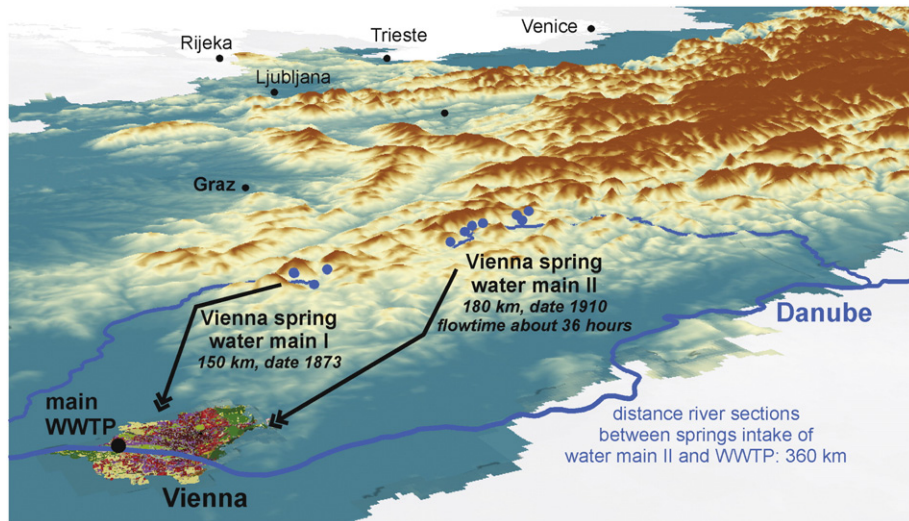 Venice
Trieste
Rijeka
Ljubljana
Graz
Vienna spring
water main II
180 km, date 1910
flowtime about 36 hours
Danube
Vienna spring
water main I
150 km, date 1873
main
WWTP
distance river sections
between springs intake of
water main II and WWTP: 360 km
Vienna